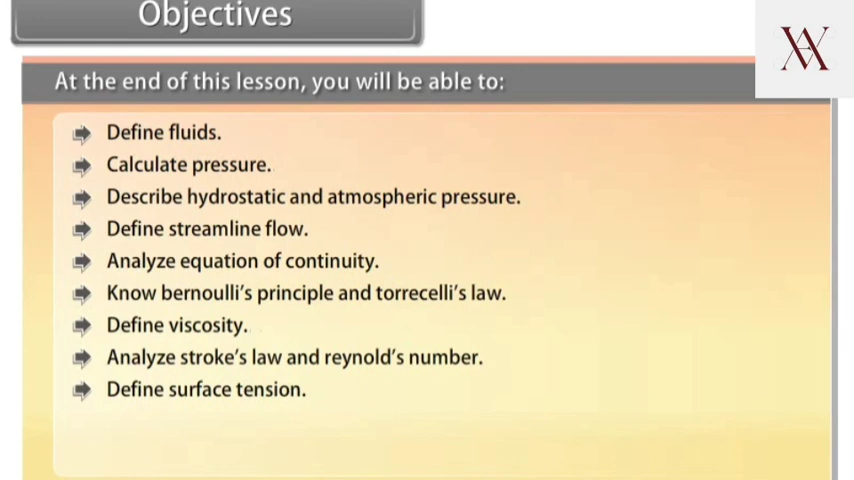 Objectives
At the end of this lesson, you will be able to:
Define fluids.
Calculate pressure.
Describe hydrostatic and atmospheric pressure.
Define streamline flow.
Analyze equation of continuity.
Know bernoulli's principle and torrecelli's law.
Define viscosity.
Analyze stroke's law and reynold's number.
Define surface tension.